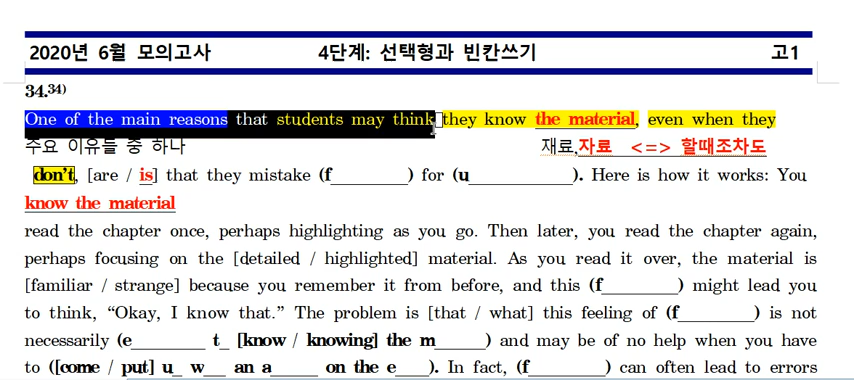 2020년 6월 모의고사 4단계: 선택형과 빈칸쓰기 고1
34.34)
One of the main reasons that students may think they know the material, even when they
주요 이유들 중 하나 재료,자료 <=> 할때조차도
don't, [are / is] that they mistake (f________) for (u__________). Here is how it works: You
know the material
read the chapter once, perhaps highlighting as you go. Then later, you read the chapter again,
perhaps focusing on the [detailed / highlighted] material. As you read it over, the material is
[familiar / strange] because you remember it from before, and this (f________) might lead you
to think, “Okay, I know that.” The problem is [that / what] this feeling of (f________) is not
necessarily (e________ t_ [know / knowing] the m_____) and may be of no help when you have
to ([come / put] u_ w__ an a_____ on the e___). In fact, (f________) can often lead to errors